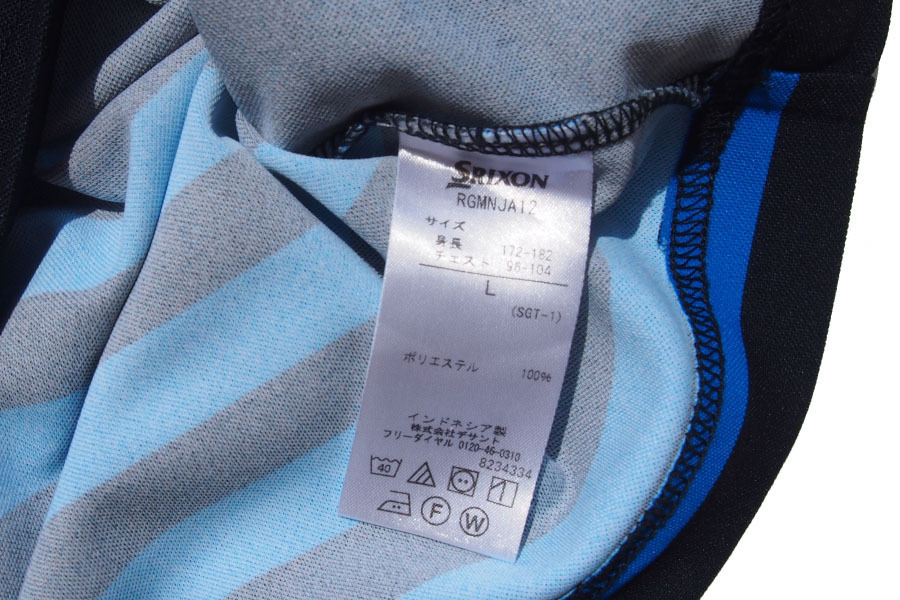 SRIXON
RGMNJA12
サイズ
身長 172-182
チェスト 96-104
L
(SGT-1)
ポリエステル 100%
インドネシア製
株式会社デサント
フリーダイヤル 0120-46-0310
8234334
40
F W